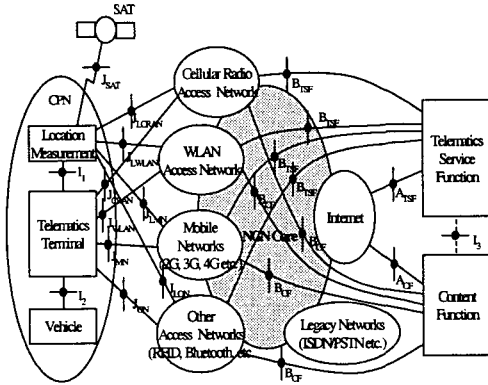 SAT
J_SAT
CPN
Location
Measurement
I_1
Telematics
Terminal
I_2
Vehicle
J_LCRAN
J_LWLAN
J_CRAN
J_LMN
J_WLAN
J_MN
J_LON
J_ON
Cellular Radio
Access Network
WLAN
Access Network
Mobile
Networks
(2G, 3G, 4G etc.)
Other
Access Networks
(RFID, Bluetooth, etc.
NGN Core
Internet
Legacy Networks
(ISDN/PSTN etc.)
B_TSF
B_TSF
B_TSF
B_TSF
B_CF
B_CF
B_CF
B_CF
A_TSF
A_CF
Telematics
Service
Function
I_3
Content
Function